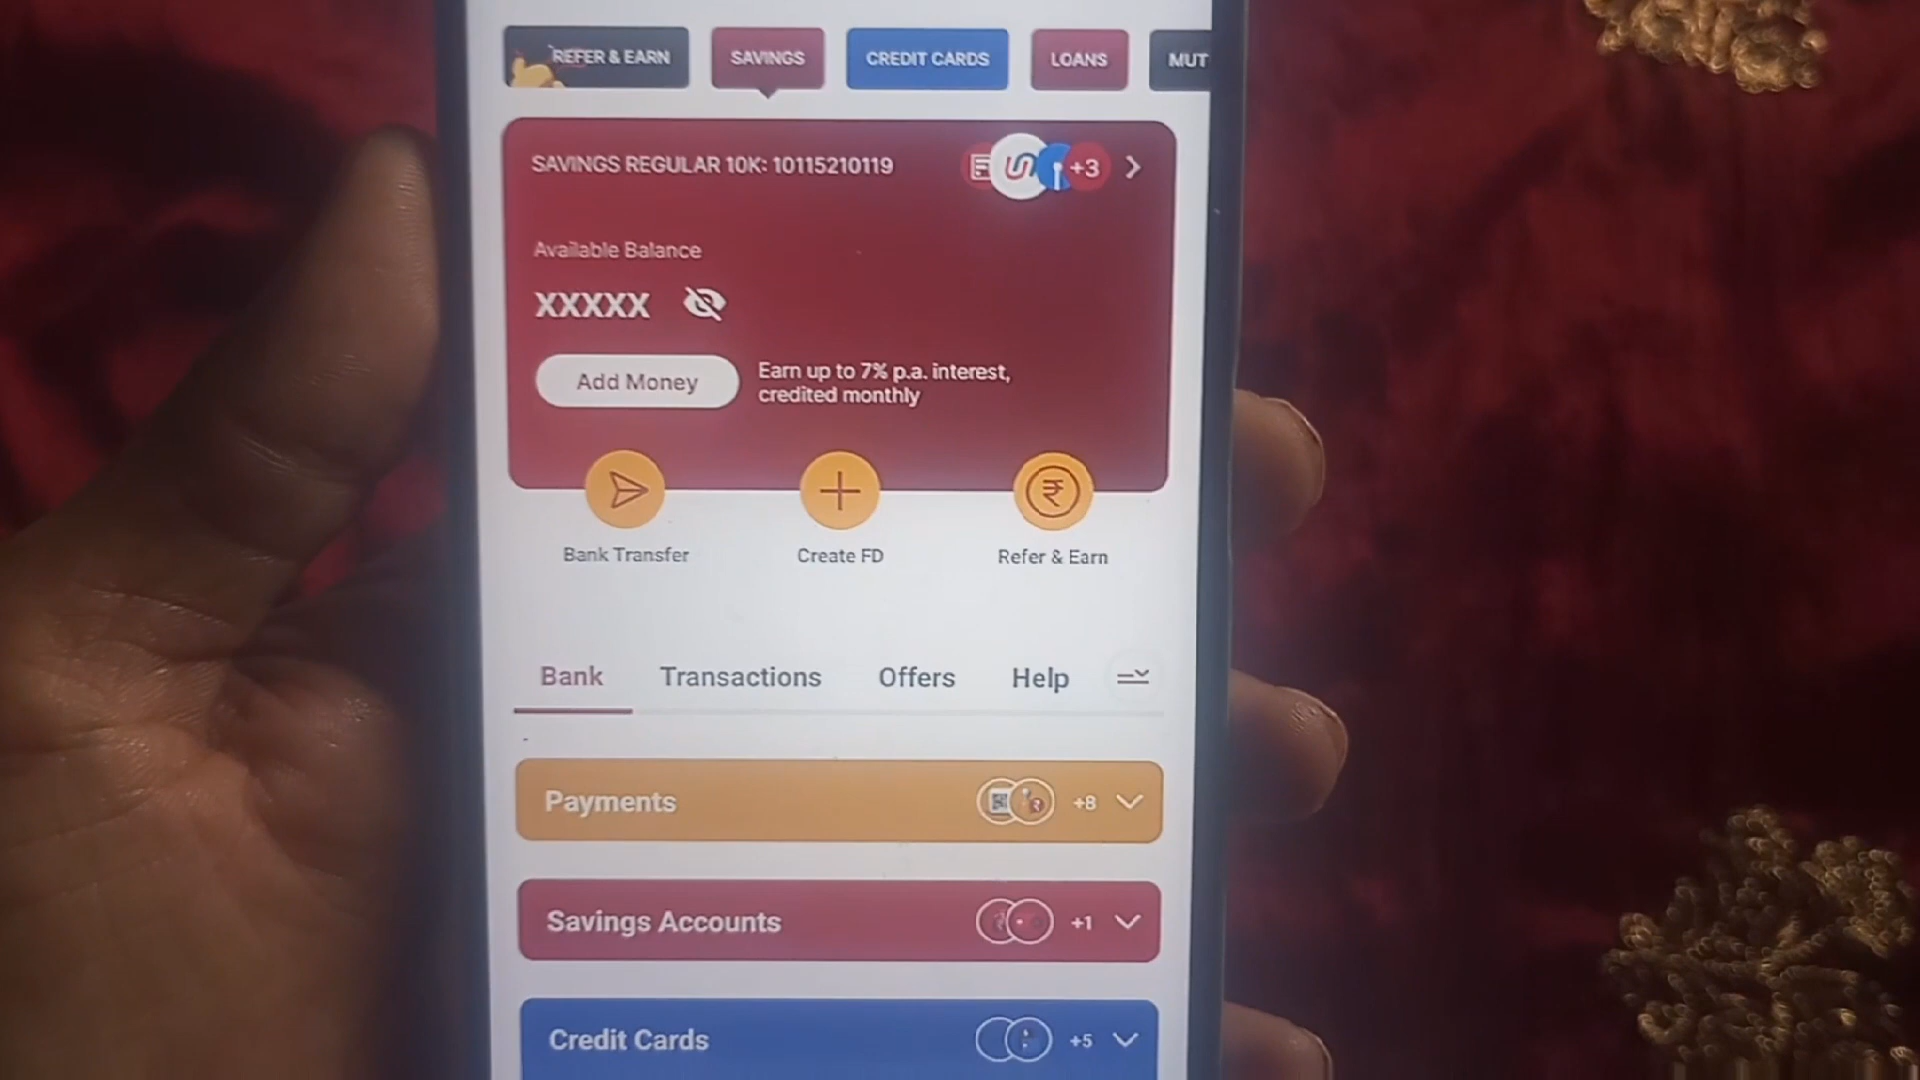 REFER & EARN
SAVINGS
CREDIT CARDS
LOANS
MUT
SAVINGS REGULAR 10K: 10115210119
+3
Available Balance
XXXXX
Add Money
Earn up to 7% p.a. interest,
credited monthly
Bank Transfer
Create FD
Refer & Earn
Bank
Transactions
Offers
Help
Payments
+8
Savings Accounts
+1
Credit Cards
+5